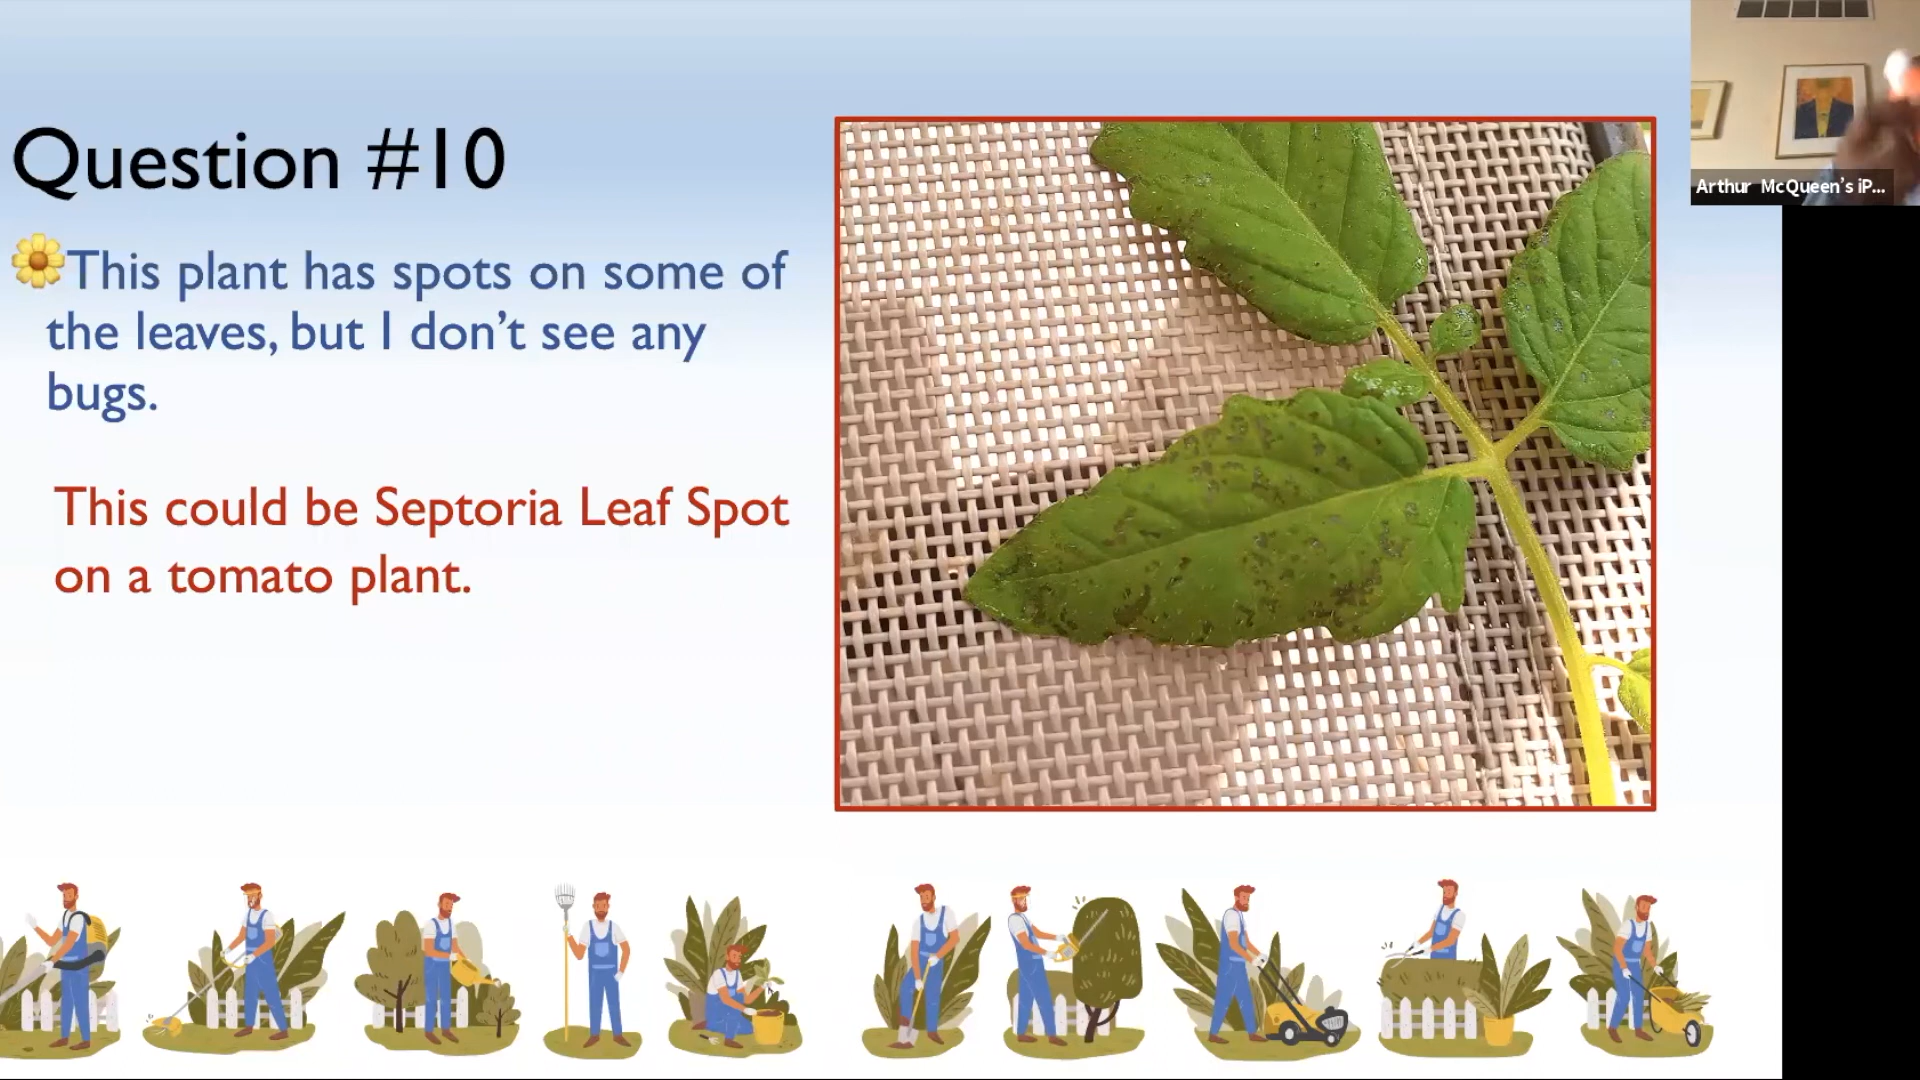 Question #10
This plant has spots on some of
the leaves, but I don't see any
bugs.
This could be Septoria Leaf Spot
on a tomato plant.
Arthur McQueen's iP...